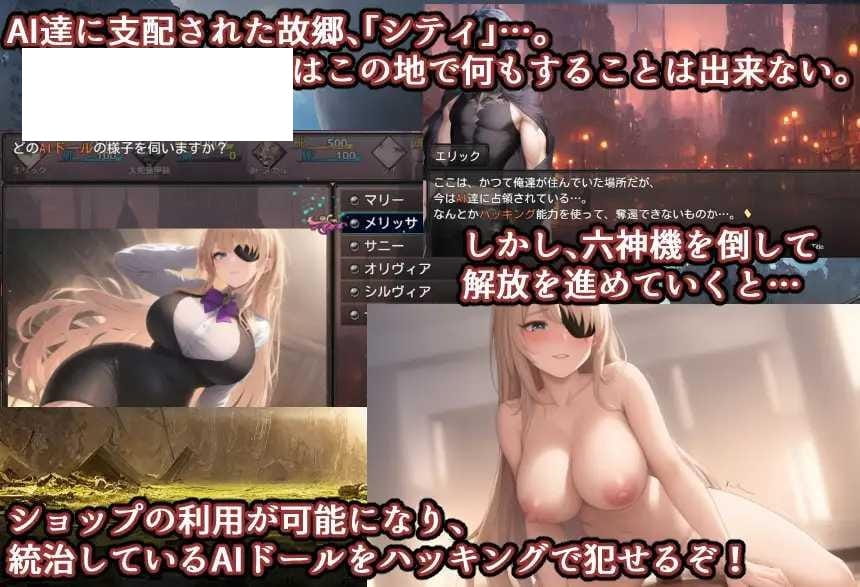 AI達に支配された故郷、「シティ」…。
はこの地で何もすることは出来ない。
どのAIドールの様子を伺いますか？
エリック
500
100
0
マリー
メリッサ
サニー
オリヴィア
シルヴィア
エリック
ここは、かつて俺達が住んでいた場所だが、
今はAI達に占領されている…。
なんとかハッキング能力を使って、奪還できないものか…。
しかし、六神機を倒して
解放を進めていくと…
ショップの利用が可能になり、
統治しているAIドールをハッキングで犯せるぞ！